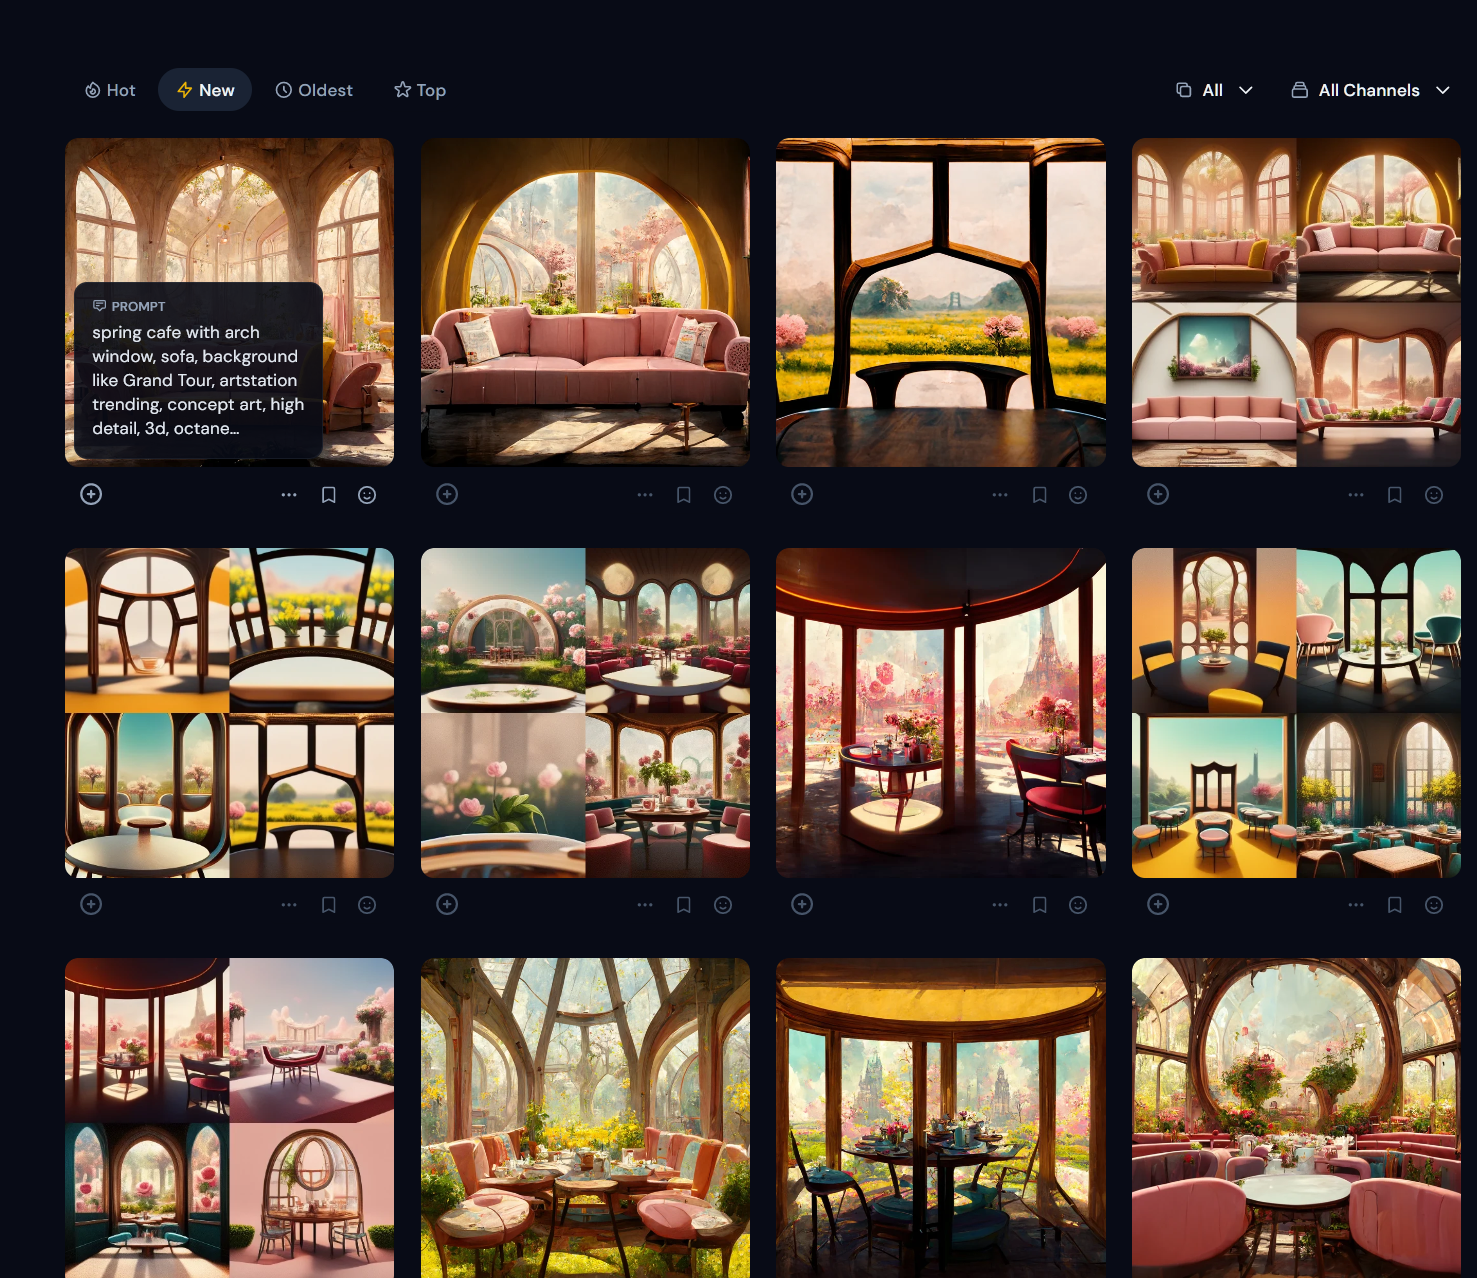 Hot New Oldest Top All All Channels
PROMPT
spring cafe with arch
window, sofa, background
like Grand Tour, artstation
trending, concept art, high
detail, 3d, octane...